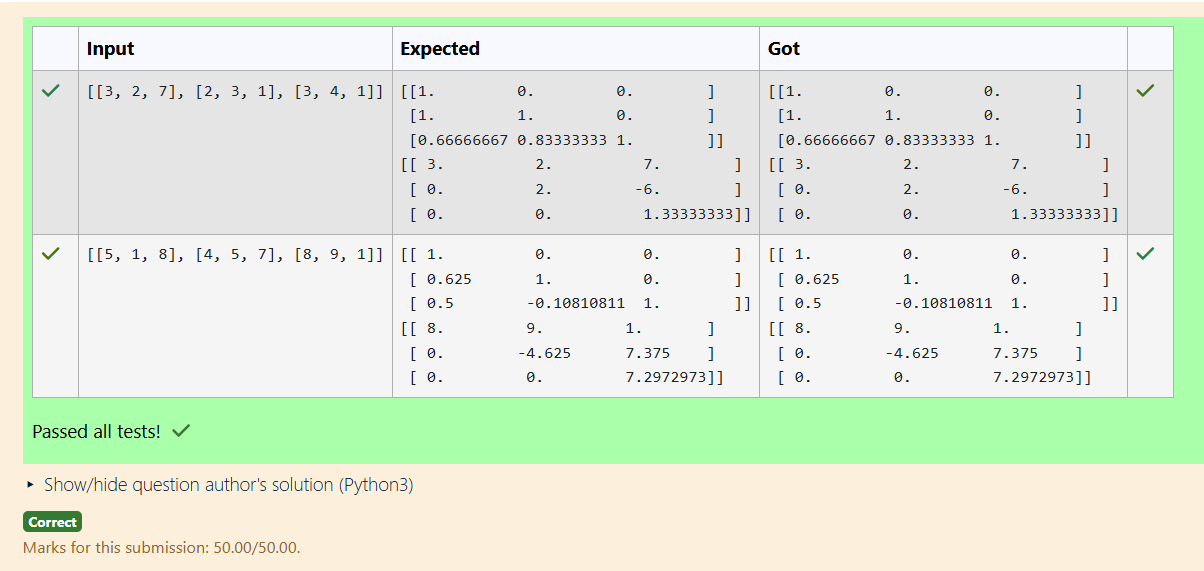 Input Expected Got
[[3, 2, 7], [2, 3, 1], [3, 4, 1]] [[1. 0. 0. ] [[1. 0. 0. ]
[1. 1. 0. ] [1. 1. 0. ]
[0.66666667 0.83333333 1. ]] [0.66666667 0.83333333 1. ]]
[[ 3. 2. 7. ] [[ 3. 2. 7. ]
[ 0. 2. -6. ] [ 0. 2. -6. ]
[ 0. 0. 1.33333333]] [ 0. 0. 1.33333333]]
[[5, 1, 8], [4, 5, 7], [8, 9, 1]] [[ 1. 0. 0. ] [[ 1. 0. 0. ]
[ 0.625 1. 0. ] [ 0.625 1. 0. ]
[ 0.5 -0.10810811 1. ]] [ 0.5 -0.10810811 1. ]]
[[ 8. 9. 1. ] [[ 8. 9. 1. ]
[ 0. -4.625 7.375 ] [ 0. -4.625 7.375 ]
[ 0. 0. 7.2972973]] [ 0. 0. 7.2972973]]
Passed all tests!
Show/hide question author's solution (Python3)
Correct
Marks for this submission: 50.00/50.00.